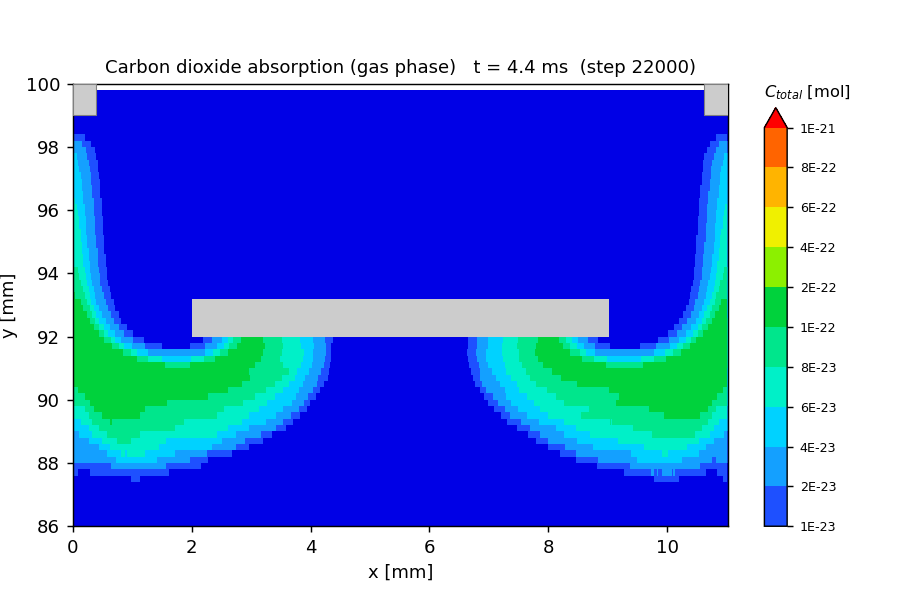 Carbon dioxide absorption (gas phase)   t = 4.4 ms  (step 22000)
C_total [mol]
100
98
96
94
92
90
88
86
y [mm]
0 2 4 6 8 10
x [mm]
1E-21
8E-22
6E-22
4E-22
2E-22
1E-22
8E-23
6E-23
4E-23
2E-23
1E-23